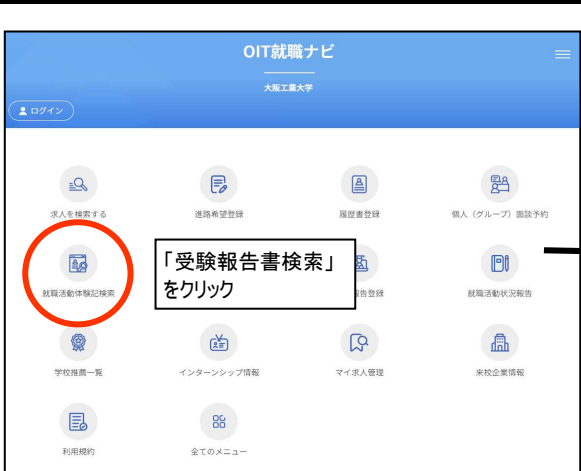 OIT就職ナビ
大阪工業大学
ログイン
求人を検索する
進路希望登録
履歴書登録
個人（グループ）面談予約
就職活動体験記検索
「受験報告書検索」
をクリック
報告登録
就職活動状況報告
学校推薦一覧
インターンシップ情報
マイ求人管理
来校企業情報
利用規約
全てのメニュー